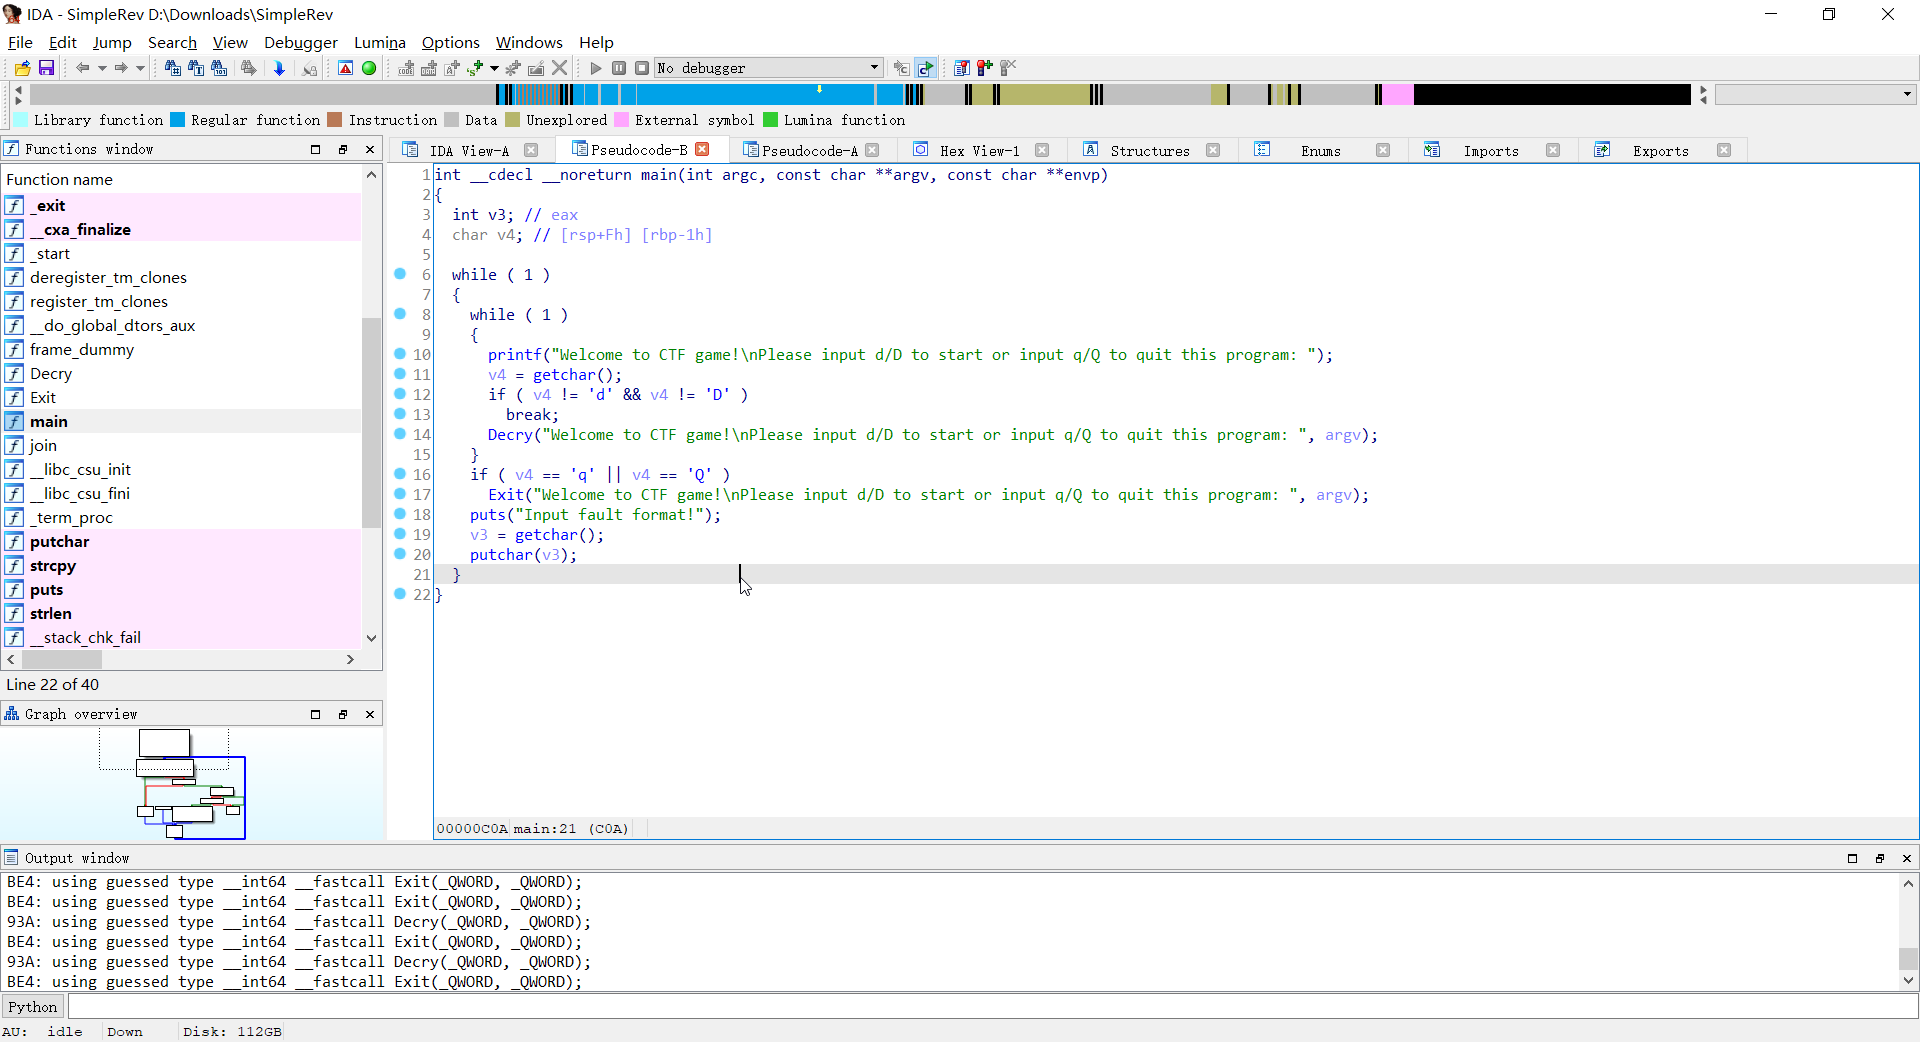 IDA - SimpleRev D:\Downloads\SimpleRev
File Edit Jump Search View Debugger Lumina Options Windows Help
No debugger
Library function Regular function Instruction Data Unexplored External symbol Lumina function
Functions window
IDA View-A Pseudocode-B Pseudocode-A Hex View-1 Structures Enums Imports Exports
Function name
_exit
__cxa_finalize
_start
deregister_tm_clones
register_tm_clones
__do_global_dtors_aux
frame_dummy
Decry
Exit
main
join
__libc_csu_init
__libc_csu_fini
_term_proc
putchar
strcpy
puts
strlen
__stack_chk_fail
Line 22 of 40
Graph overview
1 int __cdecl __noreturn main(int argc, const char **argv, const char **envp)
2 {
3 int v3; // eax
4 char v4; // [rsp+Fh] [rbp-1h]
5
6 while ( 1 )
7 {
8 while ( 1 )
9 {
10 printf("Welcome to CTF game!\nPlease input d/D to start or input q/Q to quit this program: ");
11 v4 = getchar();
12 if ( v4 != 'd' && v4 != 'D' )
13 break;
14 Decry("Welcome to CTF game!\nPlease input d/D to start or input q/Q to quit this program: ", argv);
15 }
16 if ( v4 == 'q' || v4 == 'Q' )
17 Exit("Welcome to CTF game!\nPlease input d/D to start or input q/Q to quit this program: ", argv);
18 puts("Input fault format!");
19 v3 = getchar();
20 putchar(v3);
21 }
22 }
00000C0A main:21 (C0A)
Output window
BE4: using guessed type __int64 __fastcall Exit(_QWORD, _QWORD);
BE4: using guessed type __int64 __fastcall Exit(_QWORD, _QWORD);
93A: using guessed type __int64 __fastcall Decry(_QWORD, _QWORD);
BE4: using guessed type __int64 __fastcall Exit(_QWORD, _QWORD);
93A: using guessed type __int64 __fastcall Decry(_QWORD, _QWORD);
BE4: using guessed type __int64 __fastcall Exit(_QWORD, _QWORD);
Python
AU: idle Down Disk: 112GB